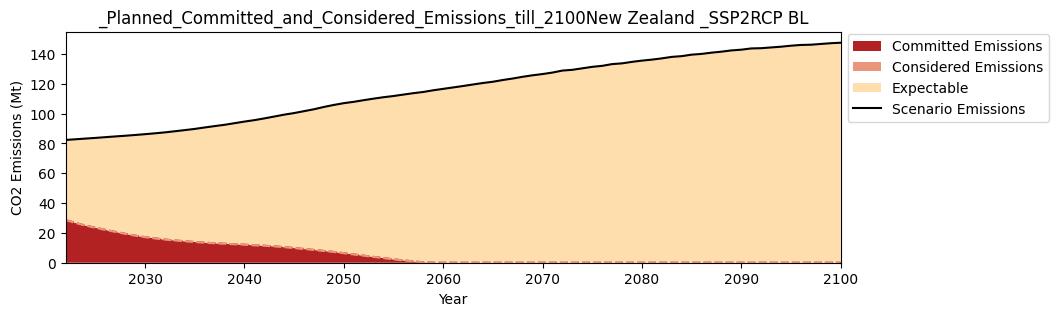 _Planned_Committed_and_Considered_Emissions_till_2100New Zealand _SSP2RCP BL
140
120
100
80
60
40
20
0
CO2 Emissions (Mt)
2030 2040 2050 2060 2070 2080 2090 2100
Year
Committed Emissions
Considered Emissions
Expectable
Scenario Emissions